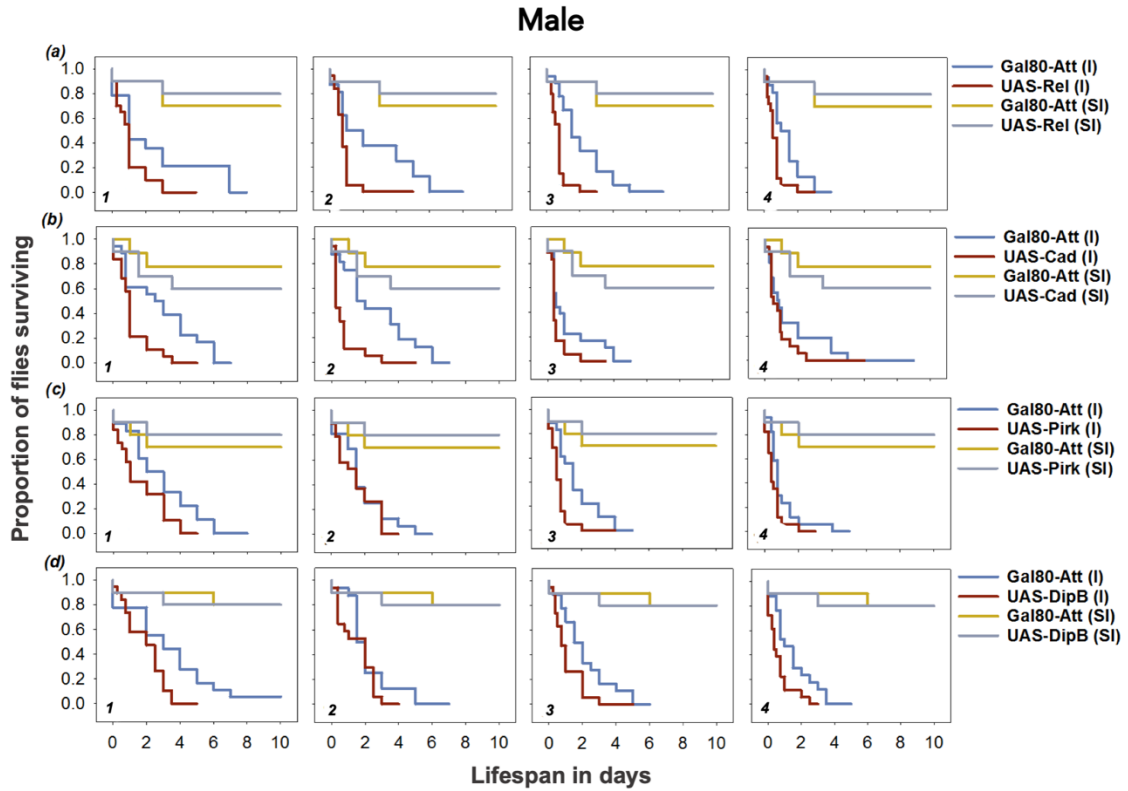 Male
Proportion of flies surviving
(a)
1.0
0.8
0.6
0.4
0.2
0.0
1
2
3
4
Gal80-Att (I)
UAS-Rel (I)
Gal80-Att (SI)
UAS-Rel (SI)
(b)
1.0
0.8
0.6
0.4
0.2
0.0
1
2
3
4
Gal80-Att (I)
UAS-Cad (I)
Gal80-Att (SI)
UAS-Cad (SI)
(c)
1.0
0.8
0.6
0.4
0.2
0.0
1
2
3
4
Gal80-Att (I)
UAS-Pirk (I)
Gal80-Att (SI)
UAS-Pirk (SI)
(d)
1.0
0.8
0.6
0.4
0.2
0.0
1
2
3
4
Gal80-Att (I)
UAS-DipB (I)
Gal80-Att (SI)
UAS-DipB (SI)
0 2 4 6 8 10 0 2 4 6 8 10 0 2 4 6 8 10 0 2 4 6 8 10
Lifespan in days